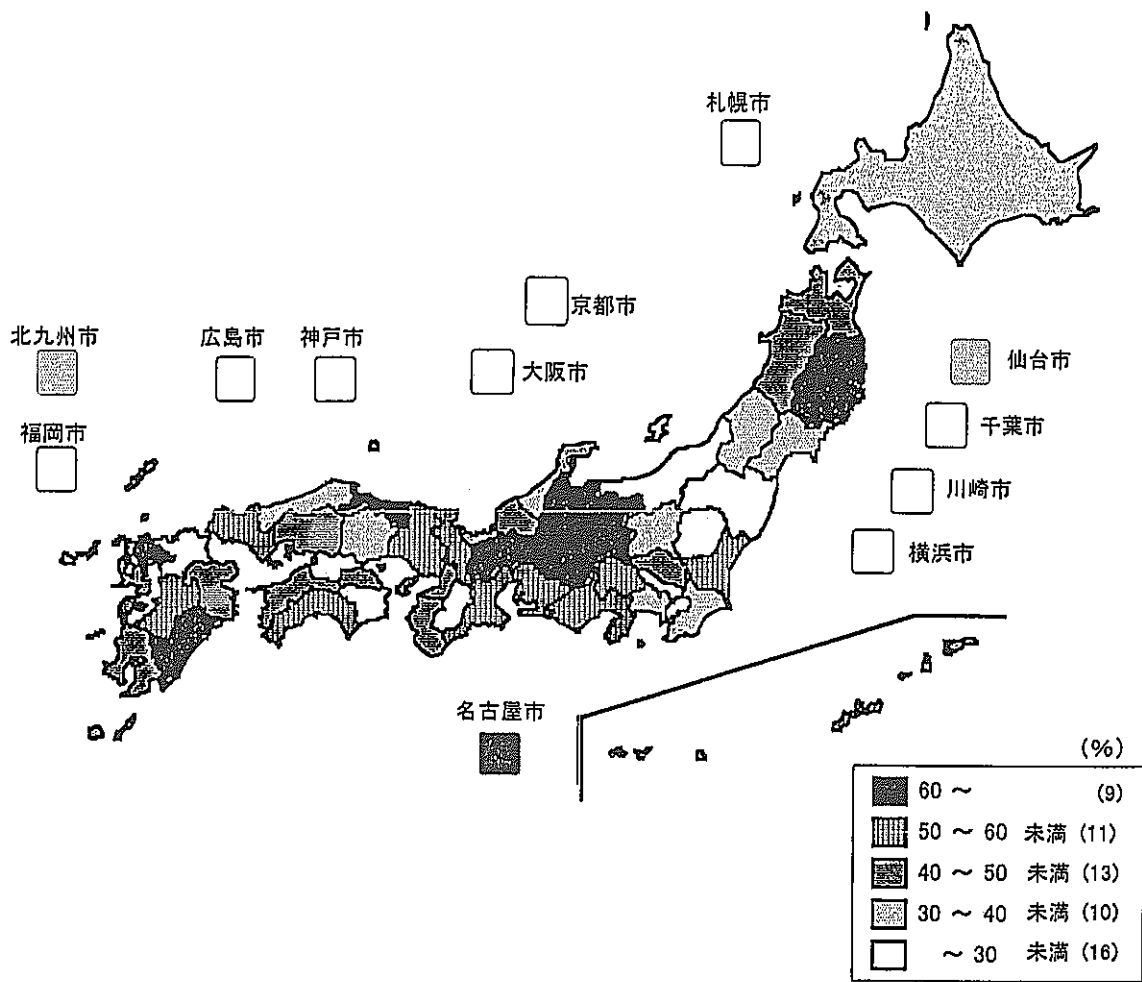 札幌市
京都市
北九州市
広島市
神戸市
大阪市
仙台市
福岡市
千葉市
川崎市
横浜市
名古屋市
(%)
60 ～ (9)
50 ～ 60 未満 (11)
40 ～ 50 未満 (13)
30 ～ 40 未満 (10)
～ 30 未満 (16)